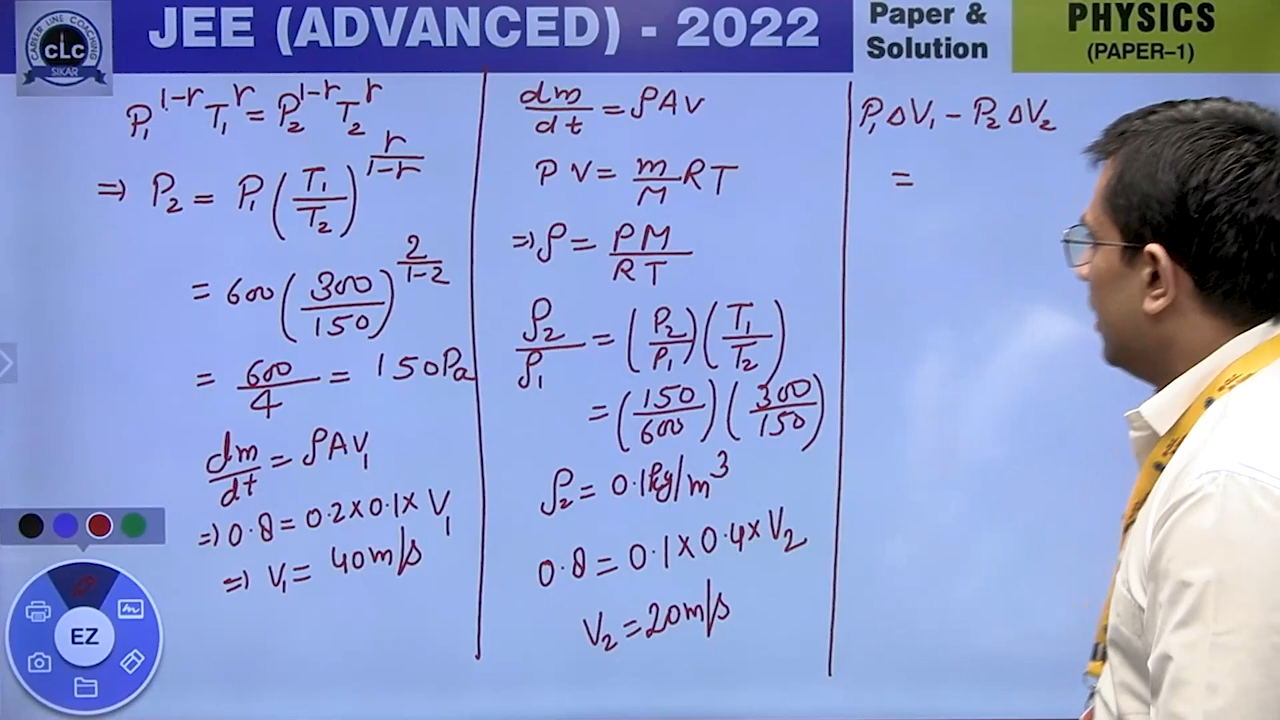 CAREER LINE COACHING
CLC
SIKAR
JEE (ADVANCED) - 2022
Paper &
Solution
PHYSICS
(PAPER–1)
P₁^(1-r) T₁^r = P₂^(1-r) T₂^r
⇒ P₂ = P₁ (T₁/T₂)^(r/(1-r))
= 600 (300/150)^(2/(1-2))
= 600/4 = 150Pa
dm/dt = ρAV₁
⇒ 0.8 = 0.2 × 0.1 × V₁
⇒ V₁ = 40m/s
dm/dt = ρAV
PV = m/M RT
⇒ ρ = PM/RT
ρ₂/ρ₁ = (P₂/P₁) (T₁/T₂)
= (150/600) (300/150)
ρ₂ = 0.1kg/m³
0.8 = 0.1 × 0.4 × V₂
V₂ = 20m/s
P₁ΔV₁ - P₂ΔV₂
=
EZ